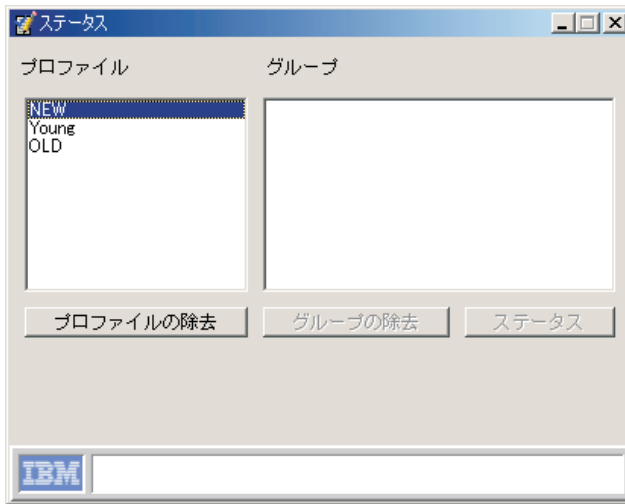 ステータス
プロファイル
グループ
NEW
Young
OLD
プロファイルの除去
グループの除去
ステータス
IBM